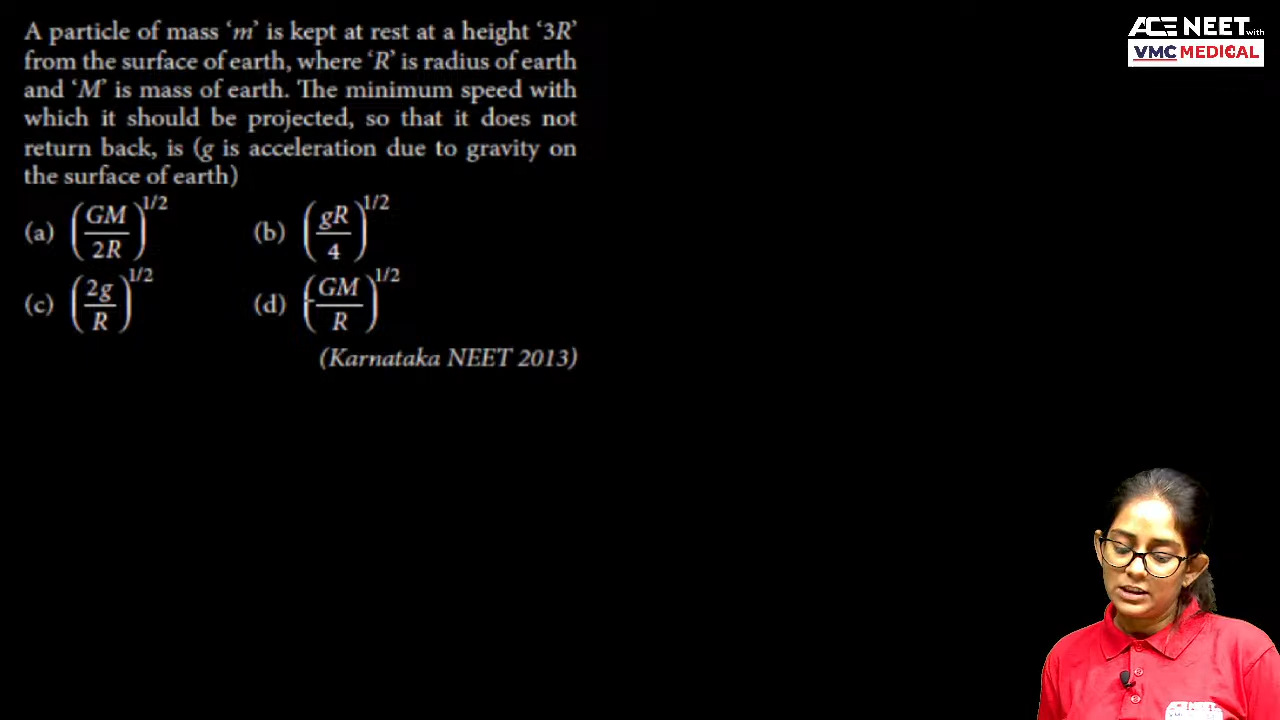 A particle of mass ‘m’ is kept at rest at a height ‘3R’
from the surface of earth, where ‘R’ is radius of earth
and ‘M’ is mass of earth. The minimum speed with
which it should be projected, so that it does not
return back, is (g is acceleration due to gravity on
the surface of earth)
(a) (GM/2R)^1/2 (b) (gR/4)^1/2
(c) (2g/R)^1/2 (d) (GM/R)^1/2
(Karnataka NEET 2013)
ACE NEET with
VMC MEDICAL